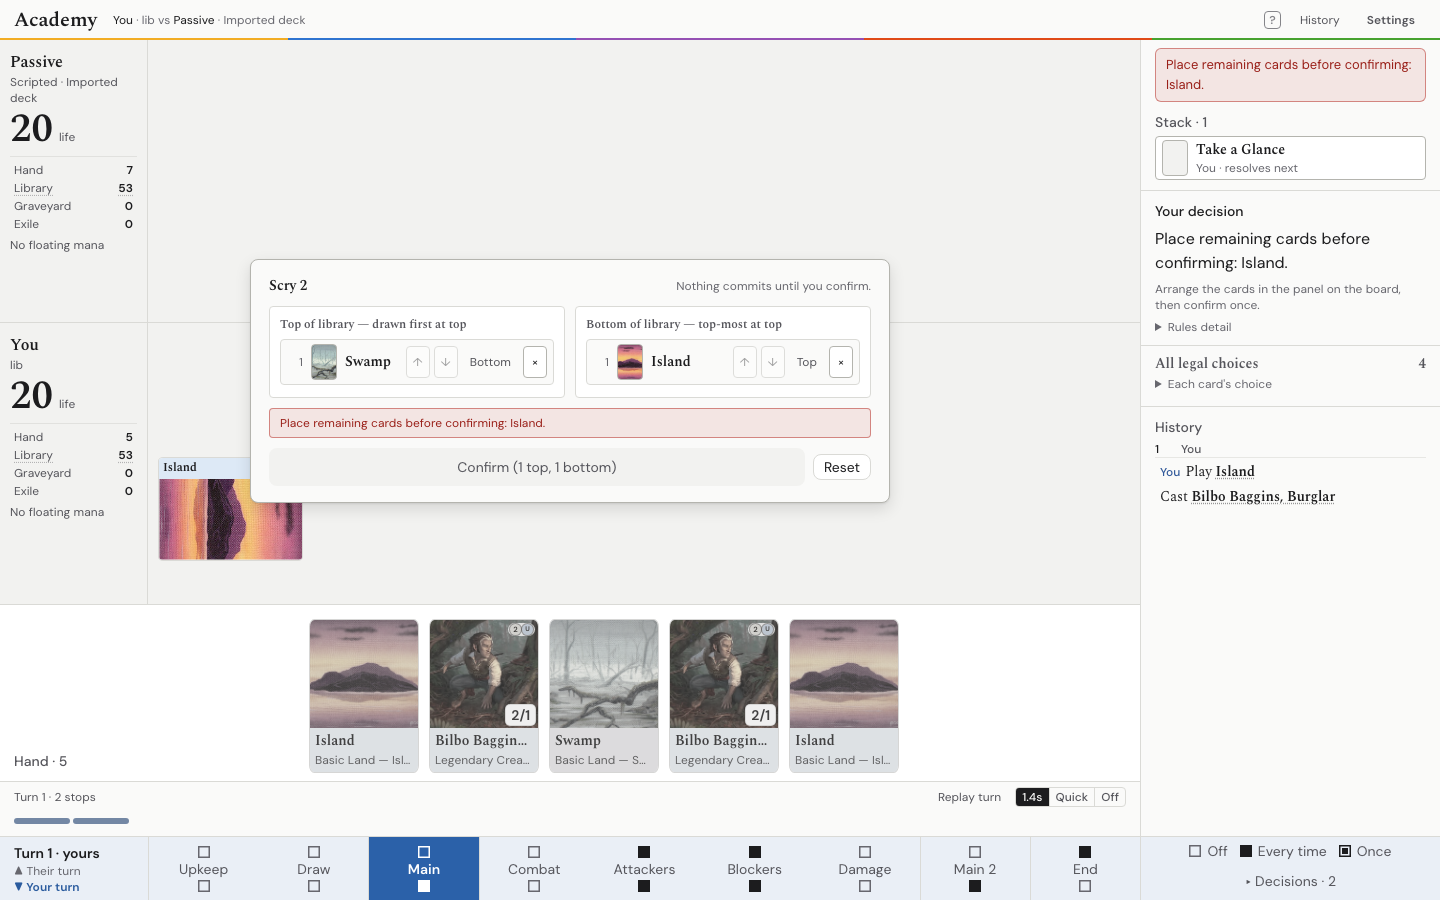 Academy
You · lib vs Passive · Imported deck
?
History
Settings
Passive
Scripted · Imported
deck
20 life
Hand 7
Library 53
Graveyard 0
Exile 0
No floating mana
You
lib
20 life
Hand 5
Library 53
Graveyard 0
Exile 0
No floating mana
Island
Scry 2
Nothing commits until you confirm.
Top of library — drawn first at top
1 Swamp ↑ ↓ Bottom ×
Bottom of library — top-most at top
1 Island ↑ ↓ Top ×
Place remaining cards before confirming: Island.
Confirm (1 top, 1 bottom)
Reset
Place remaining cards before confirming:
Island.
Stack · 1
Take a Glance
You · resolves next
Your decision
Place remaining cards before
confirming: Island.
Arrange the cards in the panel on the board,
then confirm once.
▶ Rules detail
All legal choices 4
▶ Each card's choice
History
1 You
You Play Island
Cast Bilbo Baggins, Burglar
Hand · 5
Island
Basic Land — Isl...
2 U
2/1
Bilbo Baggin...
Legendary Crea...
Swamp
Basic Land — S...
2 U
2/1
Bilbo Baggin...
Legendary Crea...
Island
Basic Land — Isl...
Turn 1 · 2 stops
Replay turn 1.4s Quick Off
Turn 1 · yours
▲ Their turn
▼ Your turn
Upkeep
Draw
Main
Combat
Attackers
Blockers
Damage
Main 2
End
Off Every time Once
‣ Decisions · 2